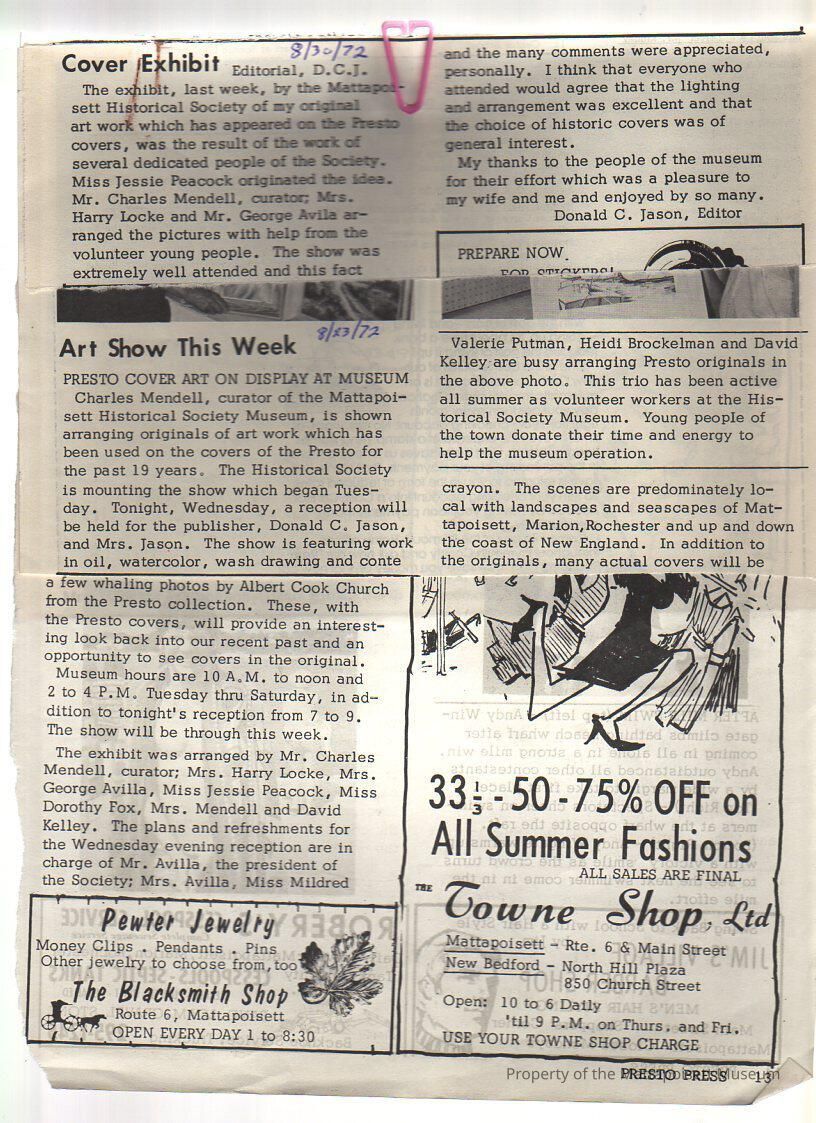 8/30/72
Cover Exhibit Editorial, D.C.J.
The exhibit, last week, by the Mattapoi-
sett Historical Society of my original
art work which has appeared on the Presto
covers, was the result of the work of
several dedicated people of the Society.
Miss Jessie Peacock originated the idea.
Mr. Charles Mendell, curator; Mrs.
Harry Locke and Mr. George Avila ar-
ranged the pictures with help from the
volunteer young people. The show was
extremely well attended and this fact
and the many comments were appreciated,
personally. I think that everyone who
attended would agree that the lighting
and arrangement was excellent and that
the choice of historic covers was of
general interest.
My thanks to the people of the museum
for their effort which was a pleasure to
my wife and me and enjoyed by so many.
Donald C. Jason, Editor
PREPARE NOW.
FOR STICKERS!
8/23/72
Art Show This Week
PRESTO COVER ART ON DISPLAY AT MUSEUM
Charles Mendell, curator of the Mattapoi-
sett Historical Society Museum, is shown
arranging originals of art work which has
been used on the covers of the Presto for
the past 19 years. The Historical Society
is mounting the show which began Tues-
day. Tonight, Wednesday, a reception will
be held for the publisher, Donald C. Jason,
and Mrs. Jason. The show is featuring work
in oil, watercolor, wash drawing and conte
Valerie Putman, Heidi Brockelman and David
Kelley are busy arranging Presto originals in
the above photo. This trio has been active
all summer as volunteer workers at the His-
torical Society Museum. Young people of
the town donate their time and energy to
help the museum operation.
crayon. The scenes are predominately lo-
cal with landscapes and seascapes of Mat-
tapoisett, Marion, Rochester and up and down
the coast of New England. In addition to
the originals, many actual covers will be
a few whaling photos by Albert Cook Church
from the Presto collection. These, with
the Presto covers, will provide an interest-
ing look back into our recent past and an
opportunity to see covers in the original.
Museum hours are 10 A.M. to noon and
2 to 4 P.M. Tuesday thru Saturday, in ad-
dition to tonight's reception from 7 to 9.
The show will be through this week.
The exhibit was arranged by Mr. Charles
Mendell, curator; Mrs. Harry Locke, Mrs.
George Avilla, Miss Jessie Peacock, Miss
Dorothy Fox, Mrs. Mendell and David
Kelley. The plans and refreshments for
the Wednesday evening reception are in
charge of Mr. Avilla, the president of
the Society; Mrs. Avilla, Miss Mildred
Pewter Jewelry
Money Clips . Pendants . Pins
Other jewelry to choose from, too
The Blacksmith Shop
Route 6, Mattapoisett
OPEN EVERY DAY 1 to 8:30
33 1/3 - 50 - 75% OFF on
All Summer Fashions
ALL SALES ARE FINAL
THE Towne Shop, Ltd
Mattapoisett - Rte. 6 & Main Street
New Bedford - North Hill Plaza
850 Church Street
Open: 10 to 6 Daily
'til 9 P.M. on Thurs. and Fri.
USE YOUR TOWNE SHOP CHARGE
PRESTO PRESS 13
Property of the Museum